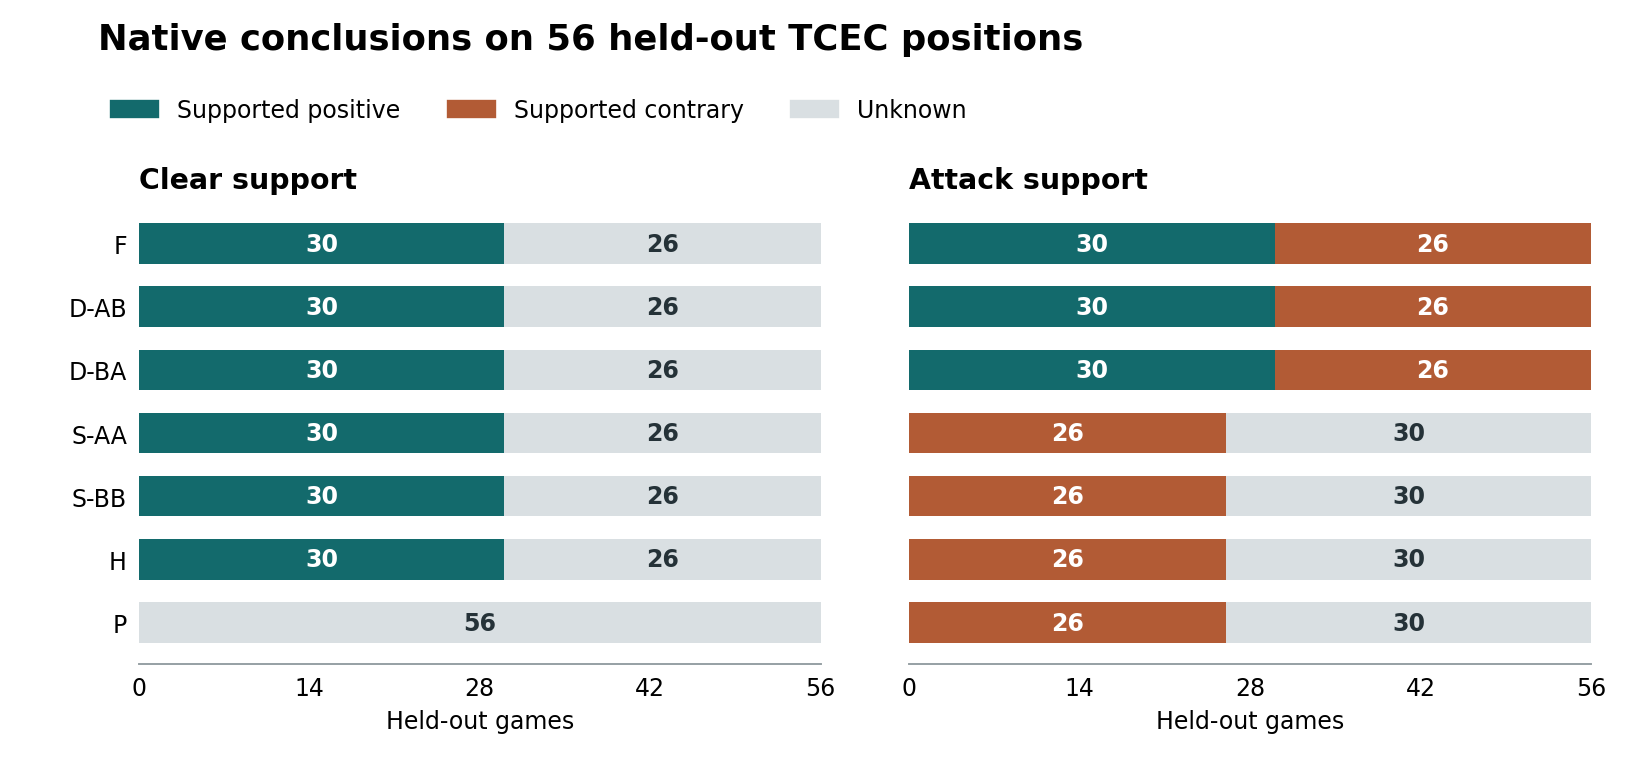 Native conclusions on 56 held-out TCEC positions
Supported positive Supported contrary Unknown
Clear support
F 30 26
D-AB 30 26
D-BA 30 26
S-AA 30 26
S-BB 30 26
H 30 26
P 56
0 14 28 42 56
Held-out games
Attack support
30 26
30 26
30 26
26 30
26 30
26 30
26 30
0 14 28 42 56
Held-out games